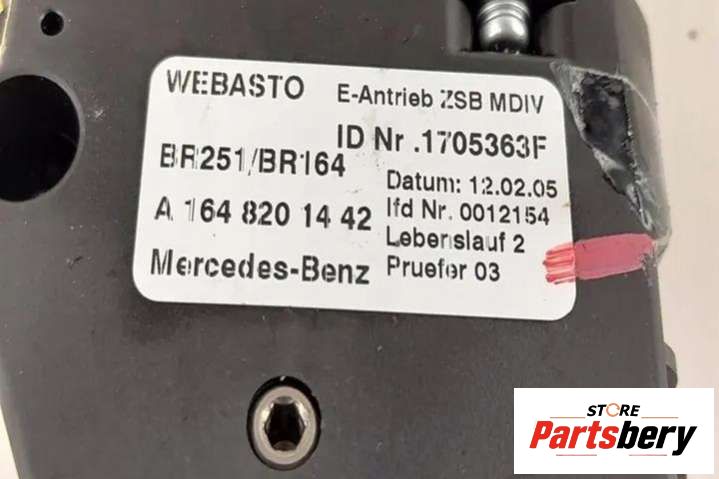 WEBASTO
E-Antrieb ZSB MDIV
ID Nr .1705363F
BR251/BR164
Datum: 12.02.05
A 164 820 14 42
lfd Nr. 0012154
Lebenslauf 2
Mercedes-Benz
Pruefer 03
STORE
Partsbery